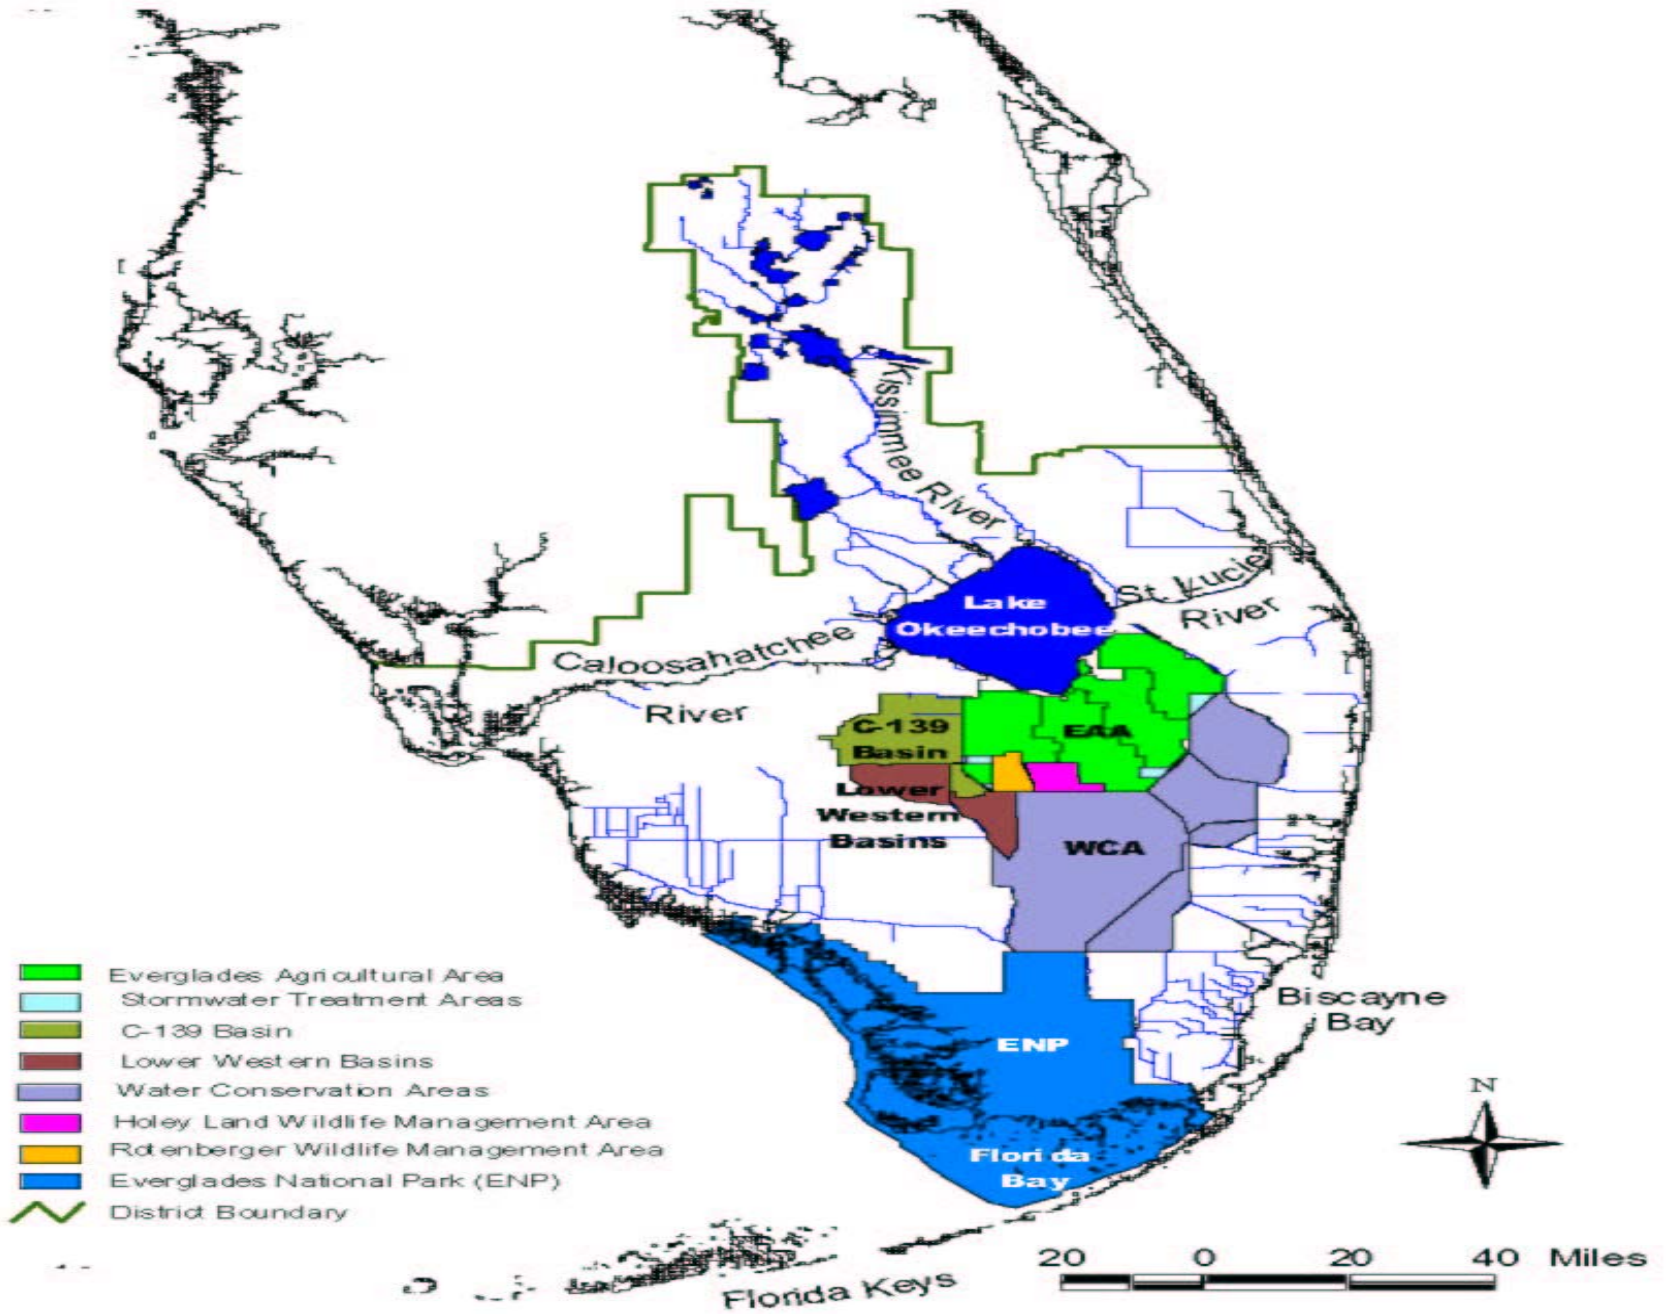 Kissimmee River
Lake
Okeechobee
St. Lucie
River
Caloosahatchee
River
C-139
Basin
EAA
Lower
Western
Basins
WCA
ENP
Florida
Bay
Biscayne
Bay
Florida Keys
Everglades Agricultural Area
Stormwater Treatment Areas
C-139 Basin
Lower Western Basins
Water Conservation Areas
Holey Land Wildlife Management Area
Rotenberger Wildlife Management Area
Everglades National Park (ENP)
District Boundary
N
20 0 20 40 Miles